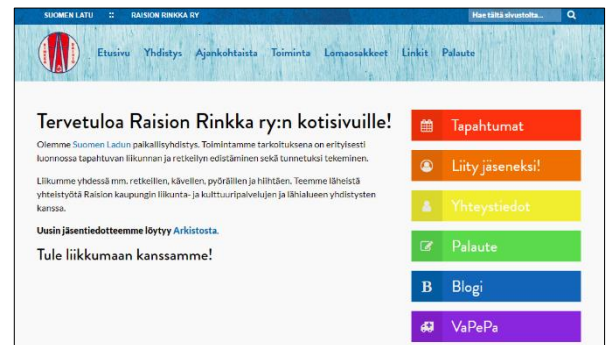 SUOMEN LATU :: RAISION RINKKA RY
Hae tältä sivustolta...
Etusivu Yhdistys Ajankohtaista Toiminta Lomaosakkeet Linkit Palaute
Tervetuloa Raision Rinkka ry:n kotisivuille!
Olemme Suomen Ladun paikallisyhdistys. Toimintamme tarkoituksena on erityisesti
luonnossa tapahtuvan liikunnan ja retkeilyn edistäminen sekä tunnetuksi tekeminen.
Liikumme yhdessä mm. retkeillen, kävellen, pyöräillen ja hiihtäen. Teemme läheistä
yhteistyötä Raision kaupungin liikunta- ja kulttuuripalvelujen ja lähialueen yhdistysten
kanssa.
Uusin jäsentiedotteemme löytyy Arkistosta.
Tule liikkumaan kanssamme!
Tapahtumat
Liity jäseneksi!
Yhteystiedot
Palaute
B Blogi
VaPePa